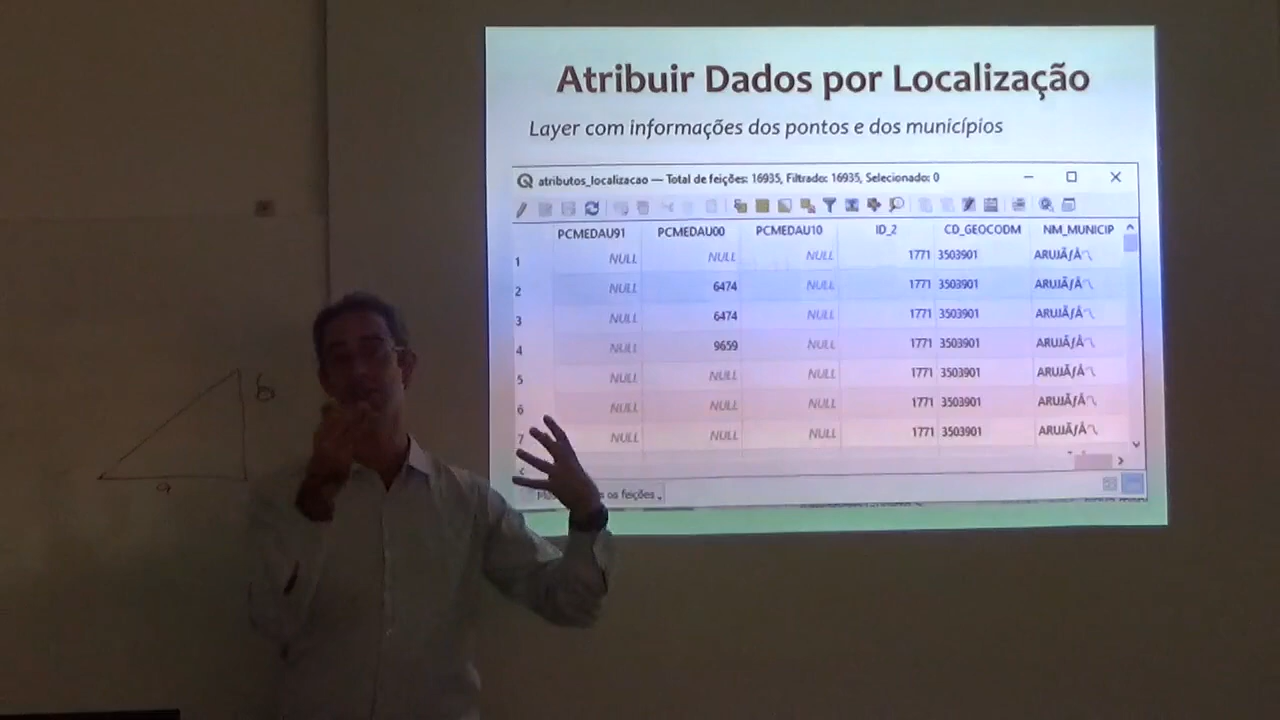 Atribuir Dados por Localização
Layer com informações dos pontos e dos municípios
atributos_localizacao — Total de feições: 16935, Filtrado: 16935, Selecionado: 0
PCMEDAU91 PCMEDAU00 PCMEDAU10 ID_2 CD_GEOCODM NM_MUNICIP
1 NULL NULL NULL 1771 3503901 ARUJÃƒÂ
2 NULL 6474 NULL 1771 3503901 ARUJÃƒÂ
3 NULL 6474 NULL 1771 3503901 ARUJÃƒÂ
4 NULL 9659 NULL 1771 3503901 ARUJÃƒÂ
5 NULL NULL NULL 1771 3503901 ARUJÃƒÂ
6 NULL NULL NULL 1771 3503901 ARUJÃƒÂ
7 NULL NULL NULL 1771 3503901 ARUJÃƒÂ
os feições
b
a